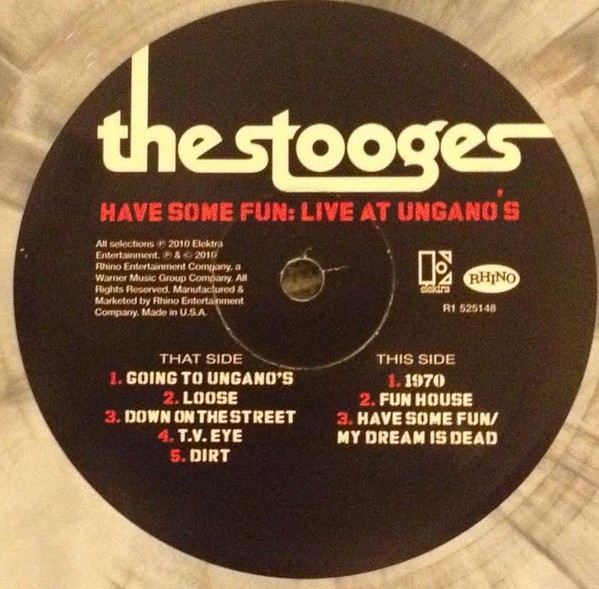 the stooges
HAVE SOME FUN: LIVE AT UNGANO'S
All selections ℗ 2010 Elektra
Entertainment. ℗ & © 2010
Rhino Entertainment Company, a
Warner Music Group Company. All
Rights Reserved. Manufactured &
Marketed by Rhino Entertainment
Company. Made in U.S.A.
elektra
RHINO
R1 525148
THAT SIDE
1. GOING TO UNGANO'S
2. LOOSE
3. DOWN ON THE STREET
4. T.V. EYE
5. DIRT
THIS SIDE
1. 1970
2. FUN HOUSE
3. HAVE SOME FUN/
MY DREAM IS DEAD